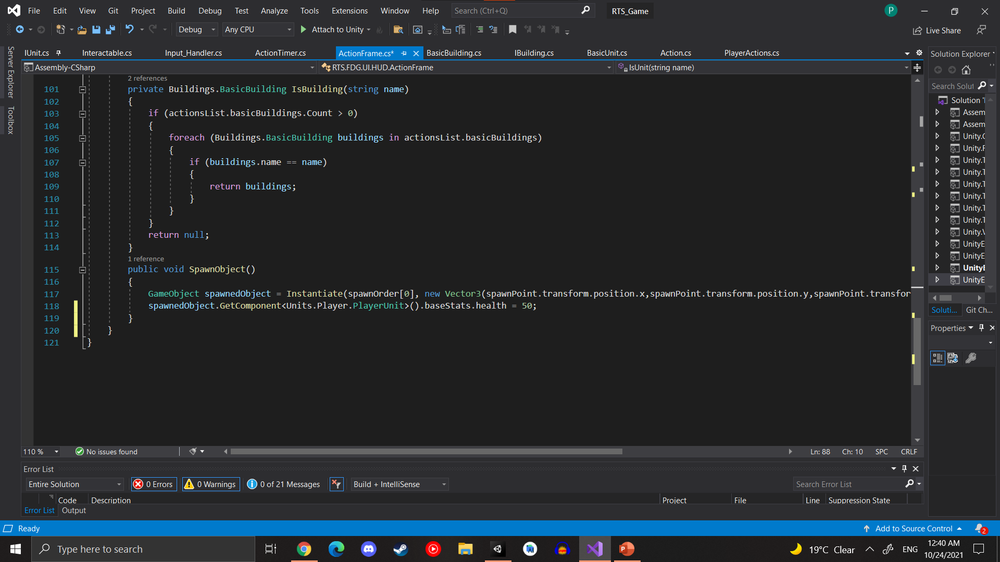 File Edit View Git Project Build Debug Test Analyze Tools Extensions Window Help Search (Ctrl+Q) RTS_Game P
Debug Any CPU Attach to Unity Live Share
IUnit.cs Interactable.cs Input_Handler.cs ActionTimer.cs ActionFrame.cs* BasicBuilding.cs IBuilding.cs BasicUnit.cs Action.cs PlayerActions.cs
Assembly-CSharp RTS.FDG.UI.HUD.ActionFrame IsUnit(string name)
Server Explorer
Toolbox
2 references
101 private Buildings.BasicBuilding IsBuilding(string name)
102 {
103 if (actionsList.basicBuildings.Count > 0)
104 {
105 foreach (Buildings.BasicBuilding buildings in actionsList.basicBuildings)
106 {
107 if (buildings.name == name)
108 {
109 return buildings;
110 }
111 }
112 }
113 return null;
114 }
1 reference
115 public void SpawnObject()
116 {
117 GameObject spawnedObject = Instantiate(spawnOrder[0], new Vector3(spawnPoint.transform.position.x,spawnPoint.transform.position.y,spawnPoint.transfor
118 spawnedObject.GetComponent<Units.Player.PlayerUnit>().baseStats.health = 50;
119 }
120 }
121 }
110 % No issues found Ln: 88 Ch: 10 SPC CRLF
Solution Explorer
Search Solut
Solution '
Assem
Assem
Unity.
Unity.
Unity.
Unity.
Unity.
Unity.
Unity.
Unity.
Unity.
UnityE
UnityE
UnityE
UnityE
Soluti... Git Ch...
Properties
Error List
Entire Solution 0 Errors 0 Warnings 0 of 21 Messages Build + IntelliSense Search Error List
Code Description Project File Line Suppression State
Error List Output
Ready Add to Source Control 2
Type here to search 19°C Clear ENG 12:40 AM
10/24/2021